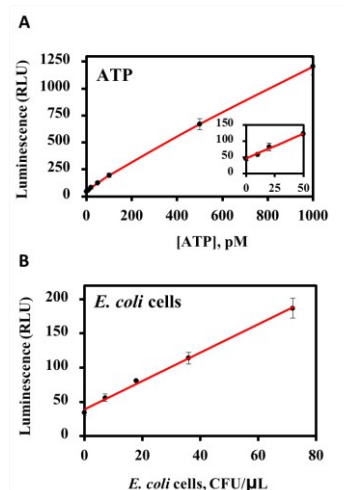 A
ATP
1250
1000
750
500
250
0
Luminescence (RLU)
150
100
50
0
0 25 50
0 200 400 600 800 1000
[ATP], pM
B
E. coli cells
200
150
100
50
0
Luminescence (RLU)
0 20 40 60 80
E. coli cells, CFU/µL